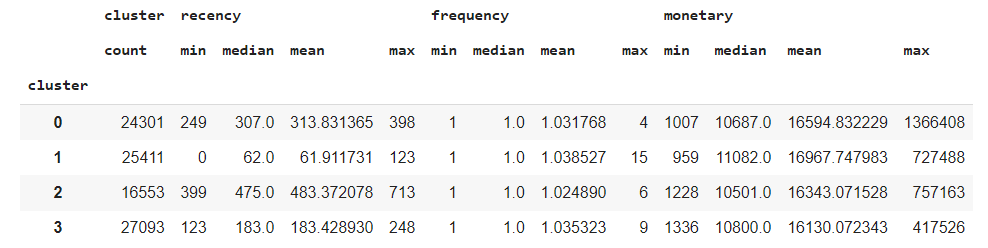 cluster recency frequency monetary
count min median mean max min median mean max min median mean max
cluster
0 24301 249 307.0 313.831365 398 1 1.0 1.031768 4 1007 10687.0 16594.832229 1366408
1 25411 0 62.0 61.911731 123 1 1.0 1.038527 15 959 11082.0 16967.747983 727488
2 16553 399 475.0 483.372078 713 1 1.0 1.024890 6 1228 10501.0 16343.071528 757163
3 27093 123 183.0 183.428930 248 1 1.0 1.035323 9 1336 10800.0 16130.072343 417526